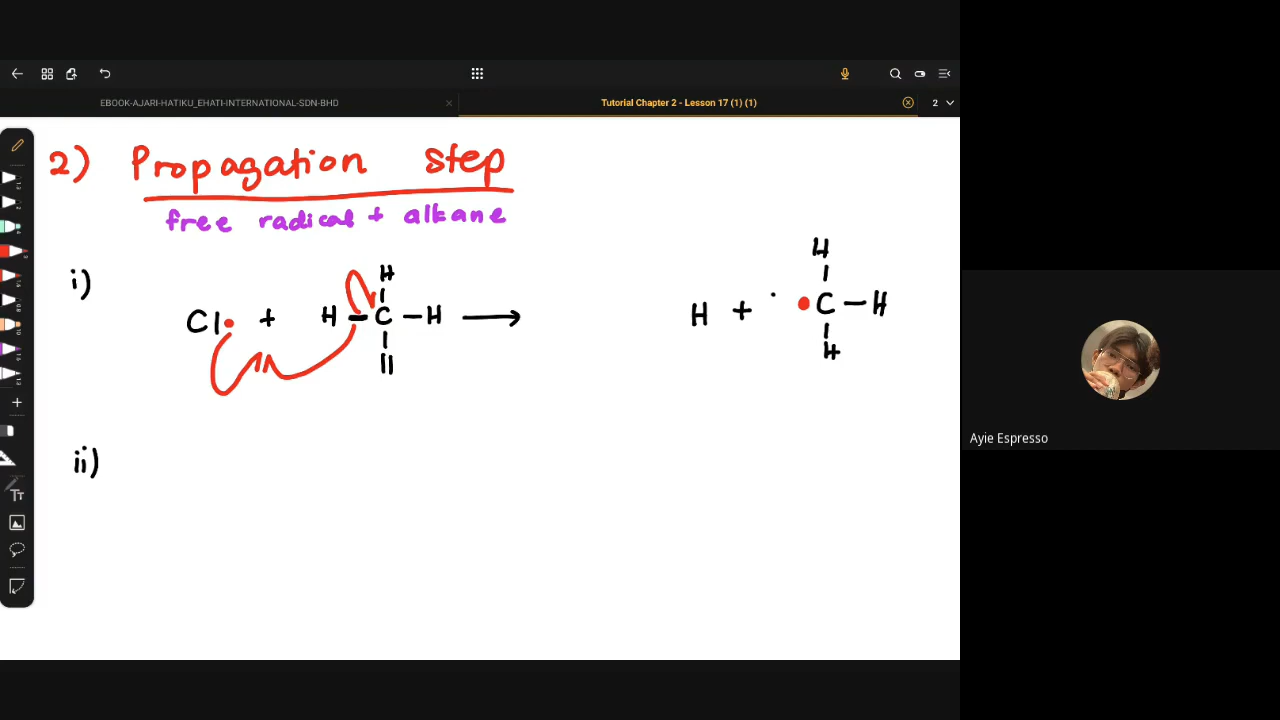 EBOOK-AJARI-HATIKU_EHATI-INTERNATIONAL-SDN-BHD
Tutorial Chapter 2 - Lesson 17 (1) (1)
2
2) Propagation step
free radical + alkane
i)
H
H
Cl• + H-C-H → H + •C-H
H
H
ii)
Tт
Ayie Espresso